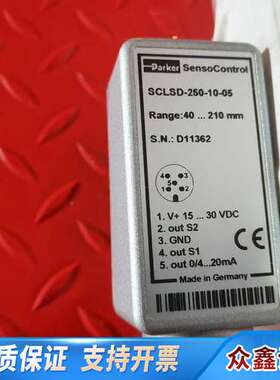 Parker SensoControl
SCLSD-250-10-05
Range: 40 ... 210 mm
S.N.: D11362
4 3
5
1 2
1. V+ 15 ... 30 VDC
2. out S2
3. GND
4. out S1
5. out 0/4...20mA
CE
Made in Germany
质保证 支持开票
众鑫